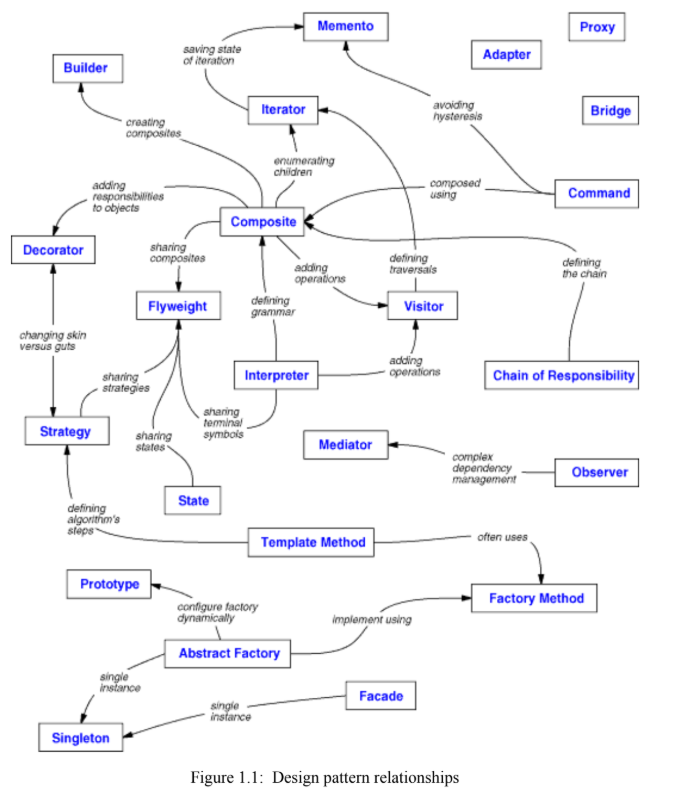 Memento
Proxy
saving state
of iteration
Adapter
Builder
Iterator
avoiding
hysteresis
Bridge
creating
composites
enumerating
children
adding
responsibilities
to objects
composed
using
Command
Composite
Decorator
sharing
composites
adding
operations
defining
traversals
defining
the chain
Flyweight
defining
grammar
Visitor
changing skin
versus guts
adding
operations
sharing
strategies
Interpreter
Chain of Responsibility
sharing
terminal
symbols
Strategy
sharing
states
Mediator
complex
dependency
management
Observer
State
defining
algorithm's
steps
Template Method
often uses
Prototype
configure factory
dynamically
implement using
Factory Method
Abstract Factory
single
instance
Facade
single
instance
Singleton
Figure 1.1: Design pattern relationships